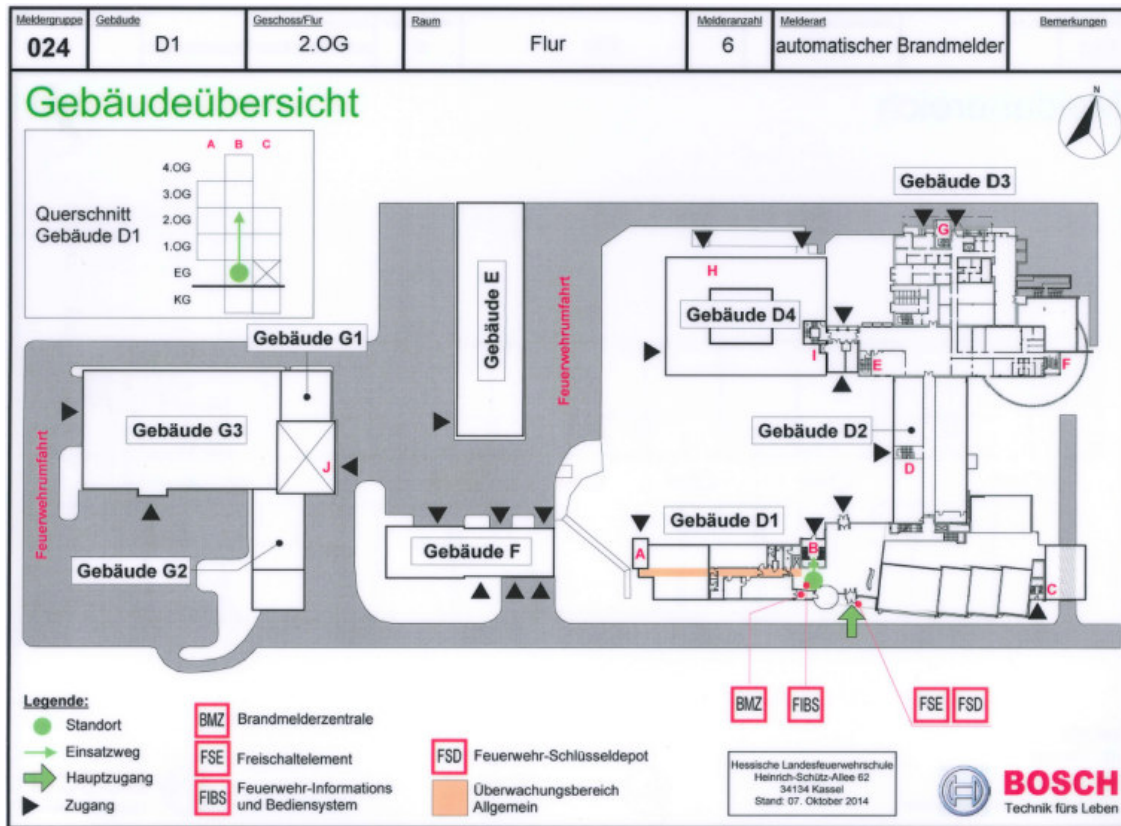 Meldergruppe
024
Gebäude
D1
Geschoss/Flur
2.OG
Raum
Flur
Melderanzahl
6
Melderart
automatischer Brandmelder
Bemerkungen
Gebäudeübersicht
N
A B C
4.OG
3.OG
2.OG
1.OG
EG
KG
Querschnitt
Gebäude D1
Gebäude D3
G
Gebäude E
Feuerwehrumfahrt
H
Gebäude D4
I
E
F
Gebäude G1
Feuerwehrumfahrt
Gebäude G3
J
Gebäude D2
D
Gebäude D1
A
B
C
Gebäude F
Gebäude G2
BMZ
FIBS
FSE
FSD
Legende:
Standort
Einsatzweg
Hauptzugang
Zugang
BMZ Brandmelderzentrale
FSE Freischaltelement
FIBS Feuerwehr-Informations
und Bediensystem
FSD Feuerwehr-Schlüsseldepot
Überwachungsbereich
Allgemein
Hessische Landesfeuerwehrschule
Heinrich-Schütz-Allee 62
34134 Kassel
Stand: 07. Oktober 2014
BOSCH
Technik fürs Leben